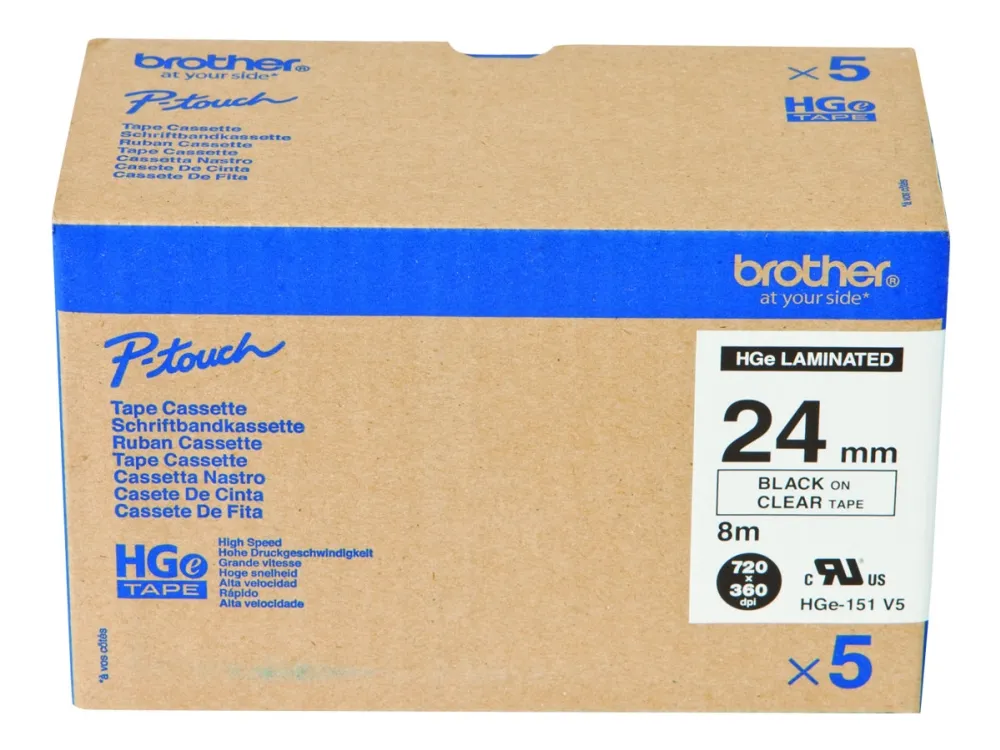 brother®
at your side*
P-touch
Tape Cassette
Schriftbandkassette
Ruban Cassette
Tape Cassette
Cassetta Nastro
Casete De Cinta
Cassete De Fita
×5
HGe
TAPE
*à vos côtés
brother®
at your side*
P-touch
Tape Cassette
Schriftbandkassette
Ruban Cassette
Tape Cassette
Cassetta Nastro
Casete De Cinta
Cassete De Fita
HGe
TAPE
High Speed
Hohe Druckgeschwindigkeit
Grande vitesse
Hoge snelheid
Alta velocidad
Rápido
Alta velocidade
*à vos côtés
HGe LAMINATED
24 mm
BLACK ON
CLEAR TAPE
8m
720
×
360
dpi
c RU US
HGe-151 V5
×5